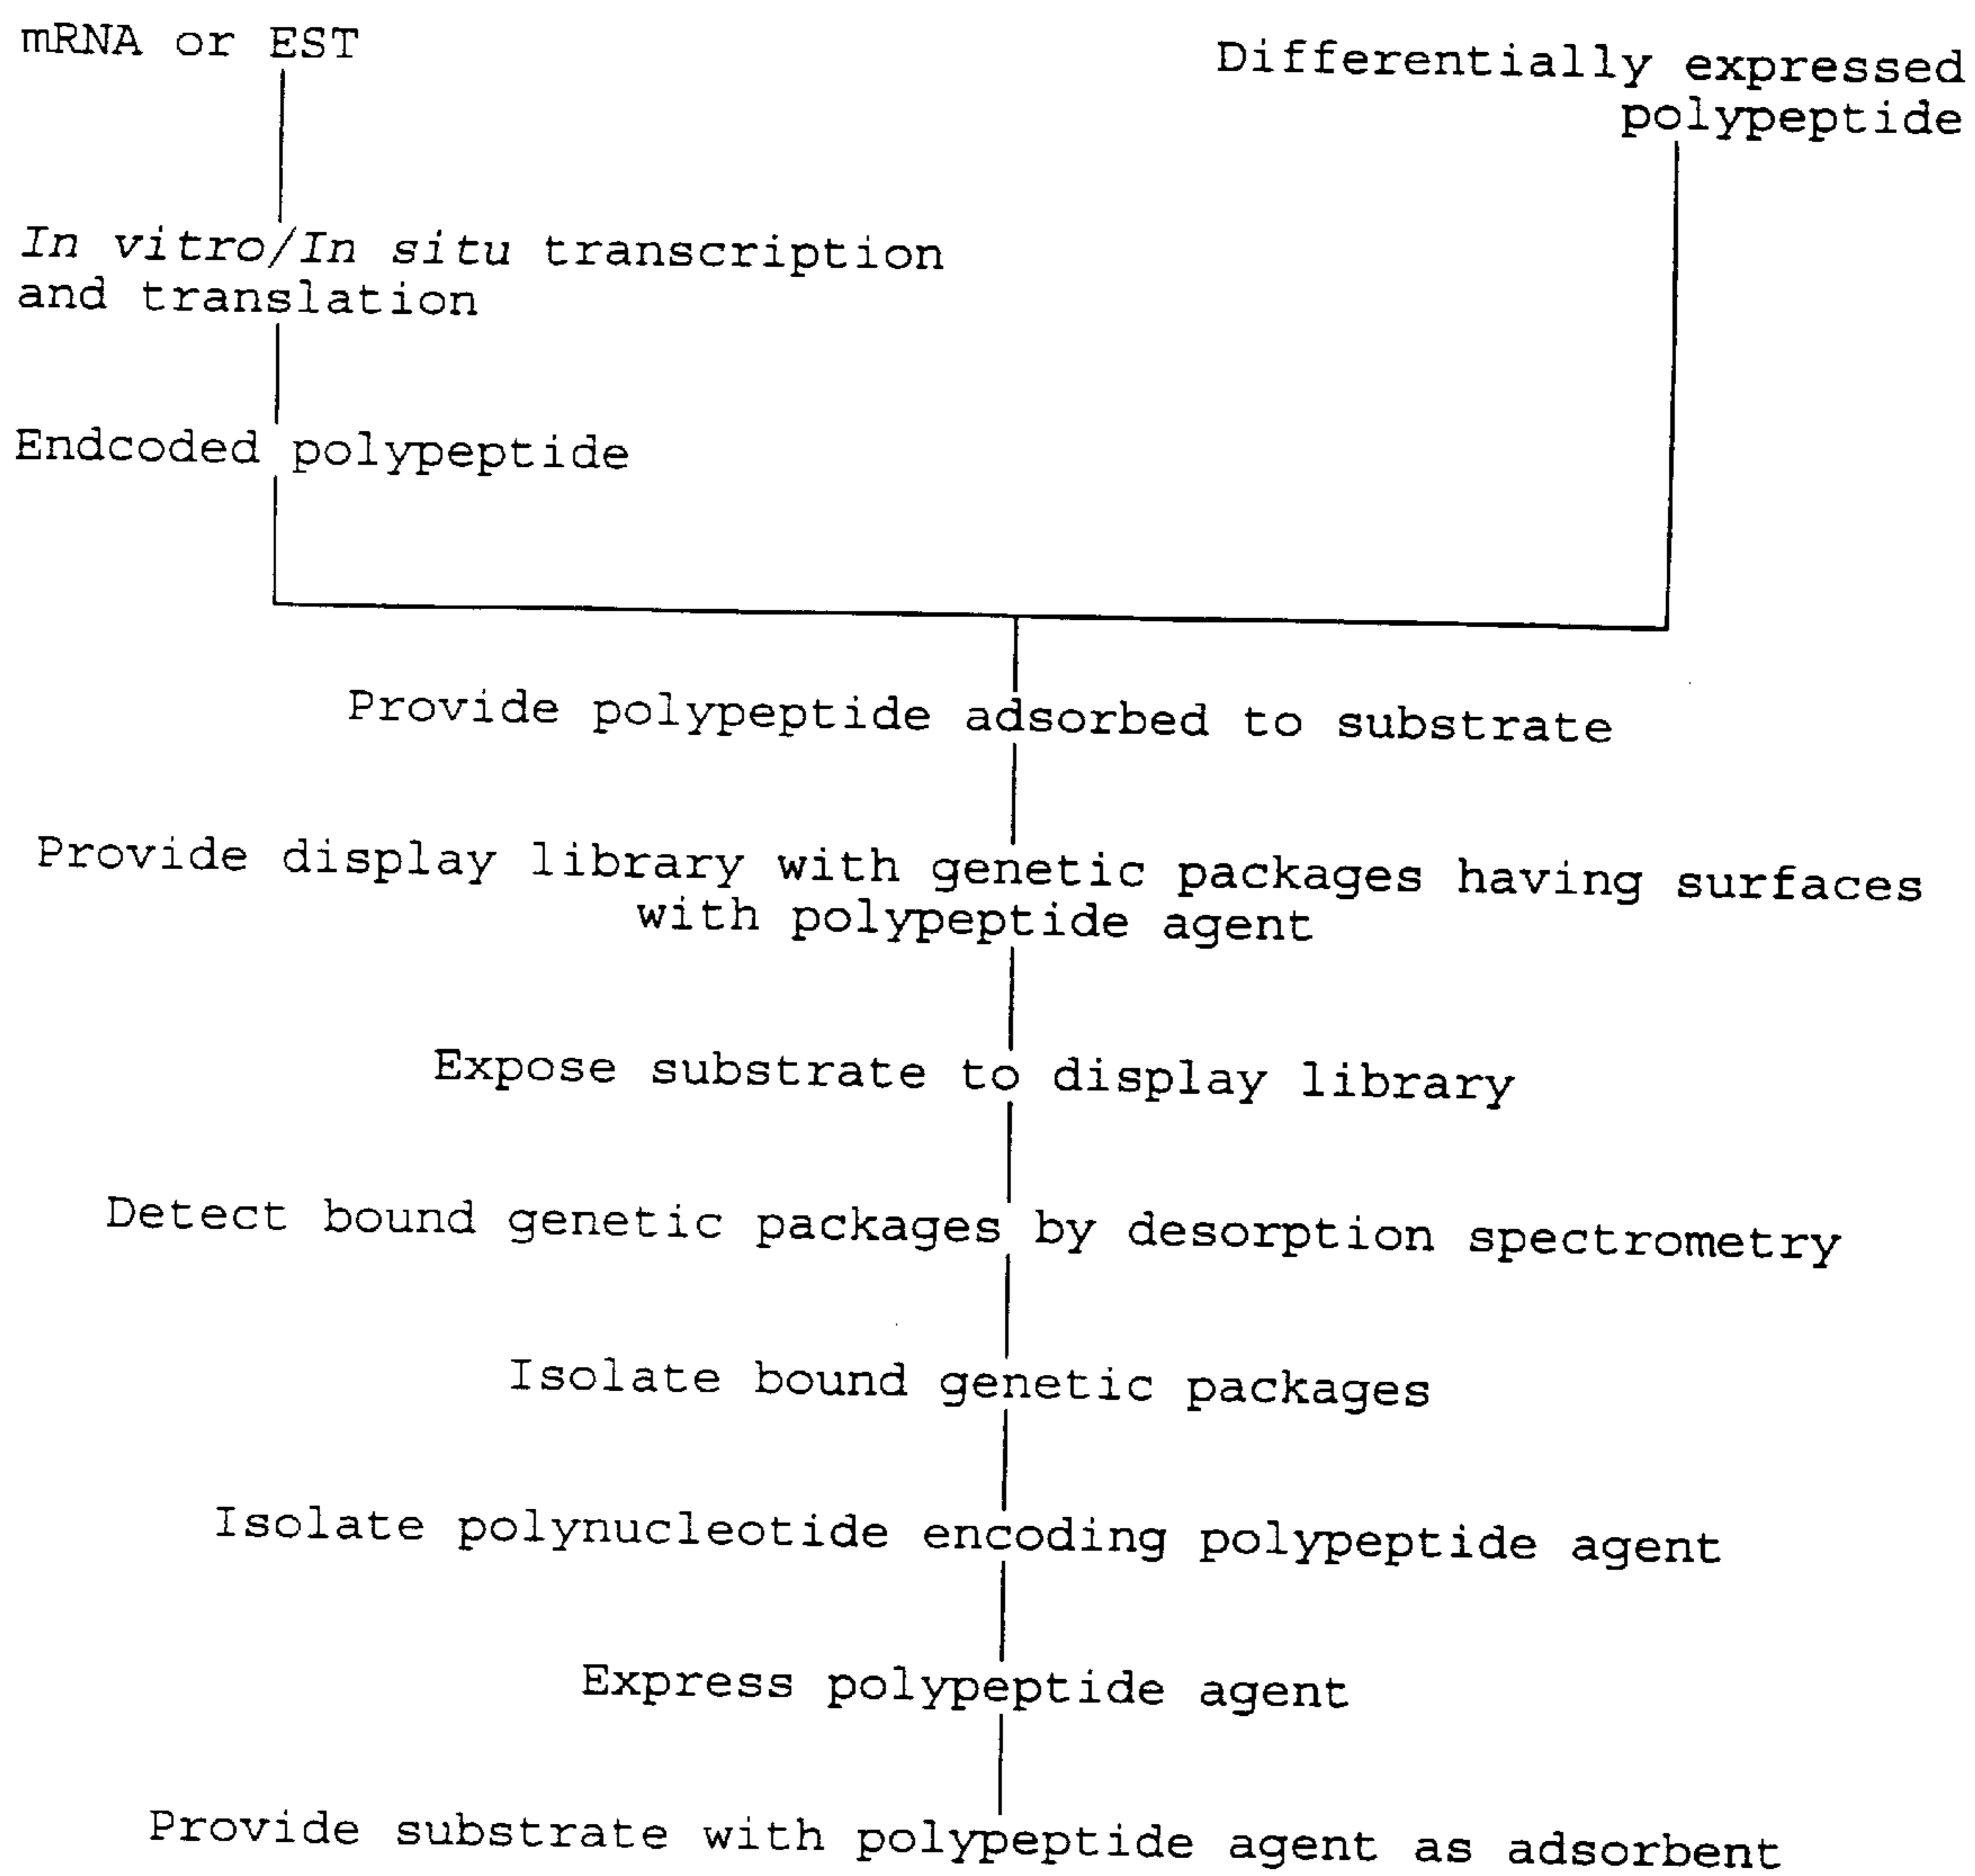 mRNA or EST
Differentially expressed
polypeptide
In vitro/In situ transcription
and translation
Endcoded polypeptide
Provide polypeptide adsorbed to substrate
Provide display library with genetic packages having surfaces
with polypeptide agent
Expose substrate to display library
Detect bound genetic packages by desorption spectrometry
Isolate bound genetic packages
Isolate polynucleotide encoding polypeptide agent
Express polypeptide agent
Provide substrate with polypeptide agent as adsorbent